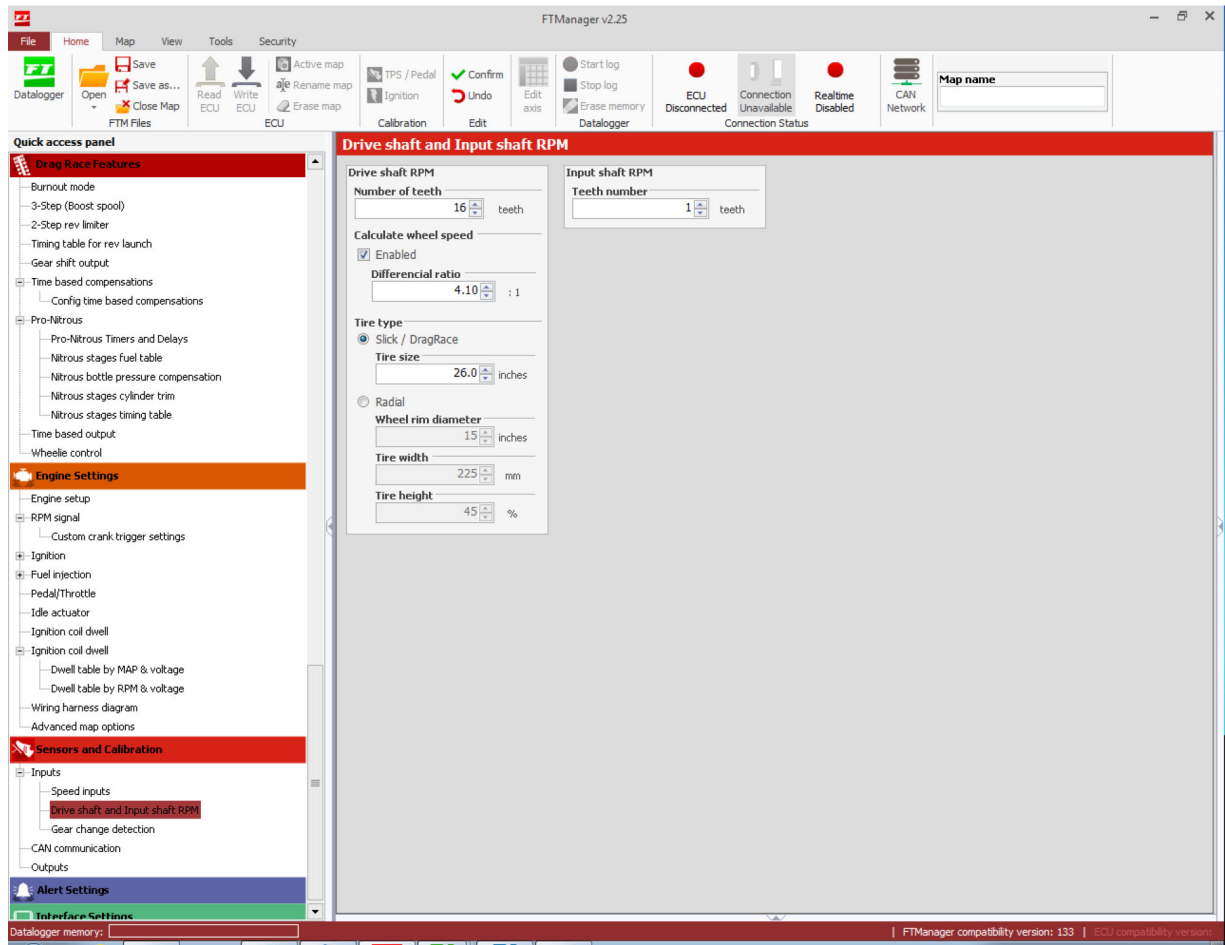 FT
FTManager v2.25
File Home Map View Tools Security
FT Datalogger
Open
Save
Save as...
Close Map
FTM Files
Read ECU
Write ECU
Active map
Rename map
Erase map
ECU
TPS / Pedal
Ignition
Calibration
Confirm
Undo
Edit
Edit axis
Start log
Stop log
Erase memory
Datalogger
ECU Disconnected
Connection Unavailable
Realtime Disabled
Connection Status
CAN Network
Map name
Quick access panel
Drag Race Features
Burnout mode
3-Step (Boost spool)
2-Step rev limiter
Timing table for rev launch
Gear shift output
Time based compensations
Config time based compensations
Pro-Nitrous
Pro-Nitrous Timers and Delays
Nitrous stages fuel table
Nitrous bottle pressure compensation
Nitrous stages cylinder trim
Nitrous stages timing table
Time based output
Wheelie control
Engine Settings
Engine setup
RPM signal
Custom crank trigger settings
Ignition
Fuel injection
Pedal/Throttle
Idle actuator
Ignition coil dwell
Ignition coil dwell
Dwell table by MAP & voltage
Dwell table by RPM & voltage
Wiring harness diagram
Advanced map options
Sensors and Calibration
Inputs
Speed inputs
Drive shaft and Input shaft RPM
Gear change detection
CAN communication
Outputs
Alert Settings
Interface Settings
Drive shaft and Input shaft RPM
Drive shaft RPM
Number of teeth
16 teeth
Calculate wheel speed
Enabled
Differencial ratio
4.10 : 1
Tire type
Slick / DragRace
Tire size
26.0 inches
Radial
Wheel rim diameter
15 inches
Tire width
225 mm
Tire height
45 %
Input shaft RPM
Teeth number
1 teeth
Datalogger memory:
| FTManager compatibility version: 133 | ECU compatibility version: